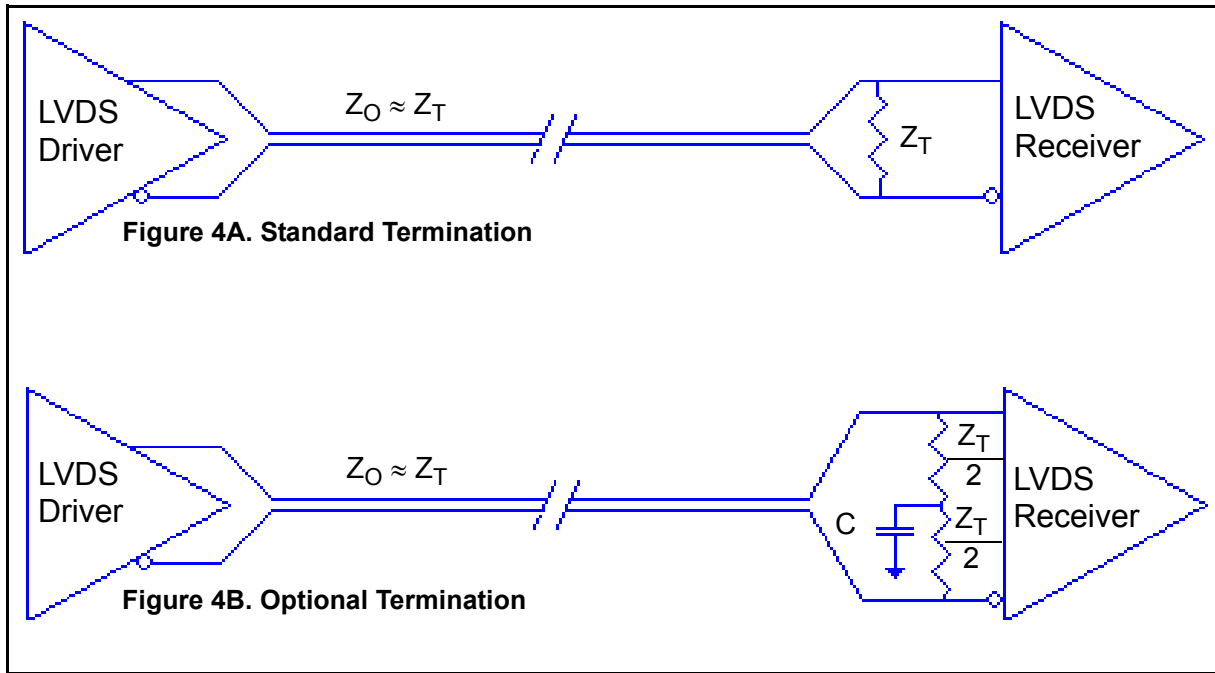 LVDS
Driver
Z_O ≈ Z_T
Z_T
LVDS
Receiver
Figure 4A. Standard Termination
LVDS
Driver
Z_O ≈ Z_T
C
Z_T
2
Z_T
2
LVDS
Receiver
Figure 4B. Optional Termination